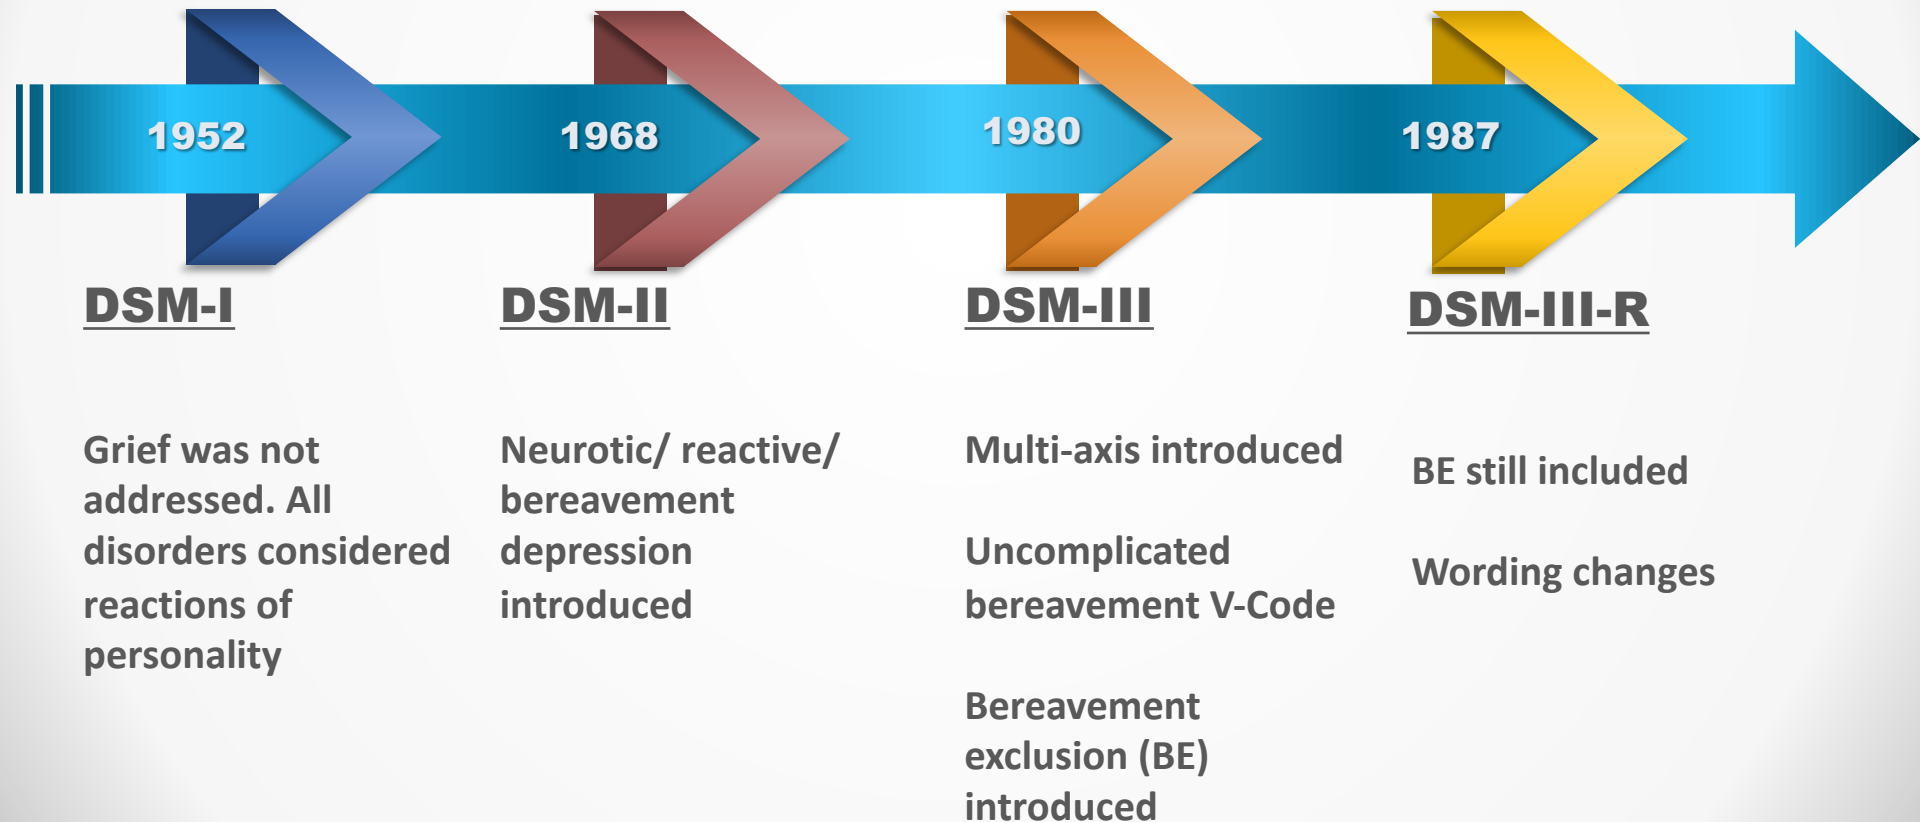 1952
1968
1980
1987
DSM-I
DSM-II
DSM-III
DSM-III-R
Grief was not
addressed. All
disorders considered
reactions of
personality
Neurotic/ reactive/
bereavement
depression
introduced
Multi-axis introduced
Uncomplicated
bereavement V-Code
Bereavement
exclusion (BE)
introduced
BE still included
Wording changes